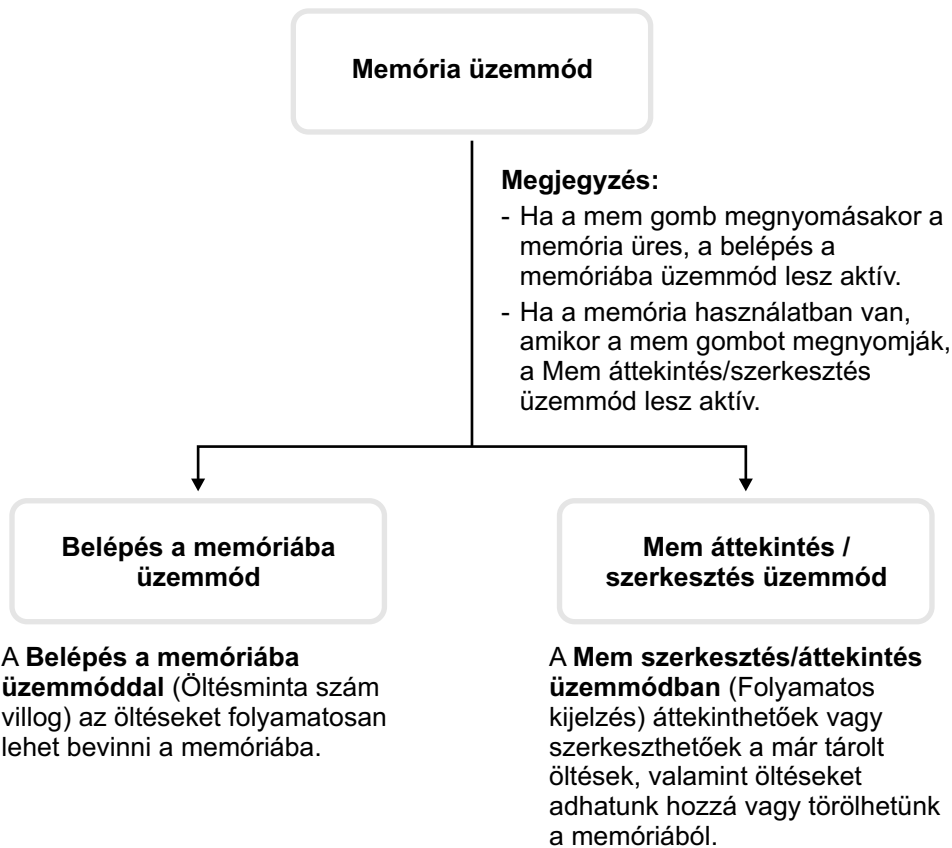 Memória üzemmód
Megjegyzés:
- Ha a mem gomb megnyomásakor a
memória üres, a belépés a
memóriába üzemmód lesz aktív.
- Ha a memória használatban van,
amikor a mem gombot megnyomják,
a Mem áttekintés/szerkesztés
üzemmód lesz aktív.
Belépés a memóriába
üzemmód
A Belépés a memóriába
üzemmóddal (Öltésminta szám
villog) az öltéseket folyamatosan
lehet bevinni a memóriába.
Mem áttekintés /
szerkesztés üzemmód
A Mem szerkesztés/áttekintés
üzemmódban (Folyamatos
kijelzés) áttekinthetőek vagy
szerkeszthetőek a már tárolt
öltések, valamint öltéseket
adhatunk hozzá vagy törölhetünk
a memóriából.